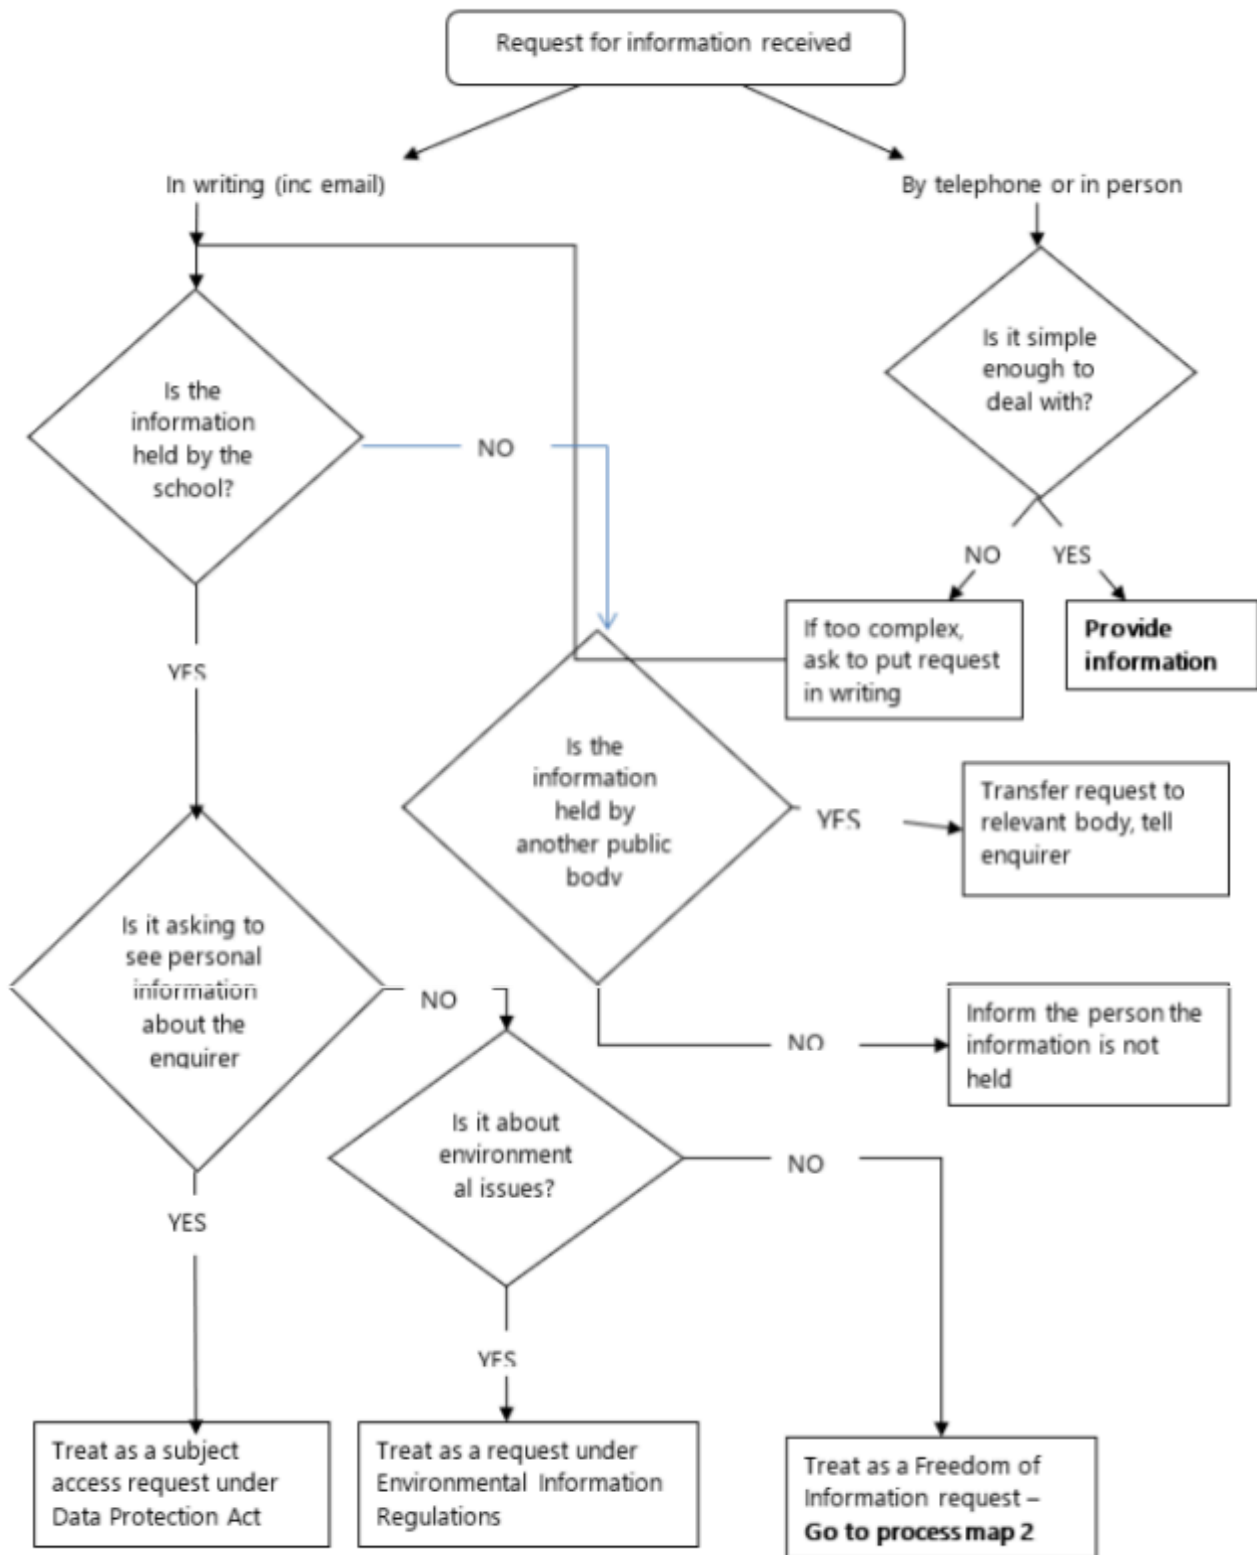 Request for information received
In writing (inc email)
By telephone or in person
Is it simple
enough to
deal with?
Is the
information
held by the
school?
NO
NO
YES
If too complex,
ask to put request
in writing
Provide
information
YES
Is the
information
held by
another public
body
YES
Transfer request to
relevant body, tell
enquirer
Is it asking to
see personal
information
about the
enquirer
NO
NO
Inform the person the
information is not
held
Is it about
environment
al issues?
NO
YES
YES
Treat as a subject
access request under
Data Protection Act
Treat as a request under
Environmental Information
Regulations
Treat as a Freedom of
Information request –
Go to process map 2